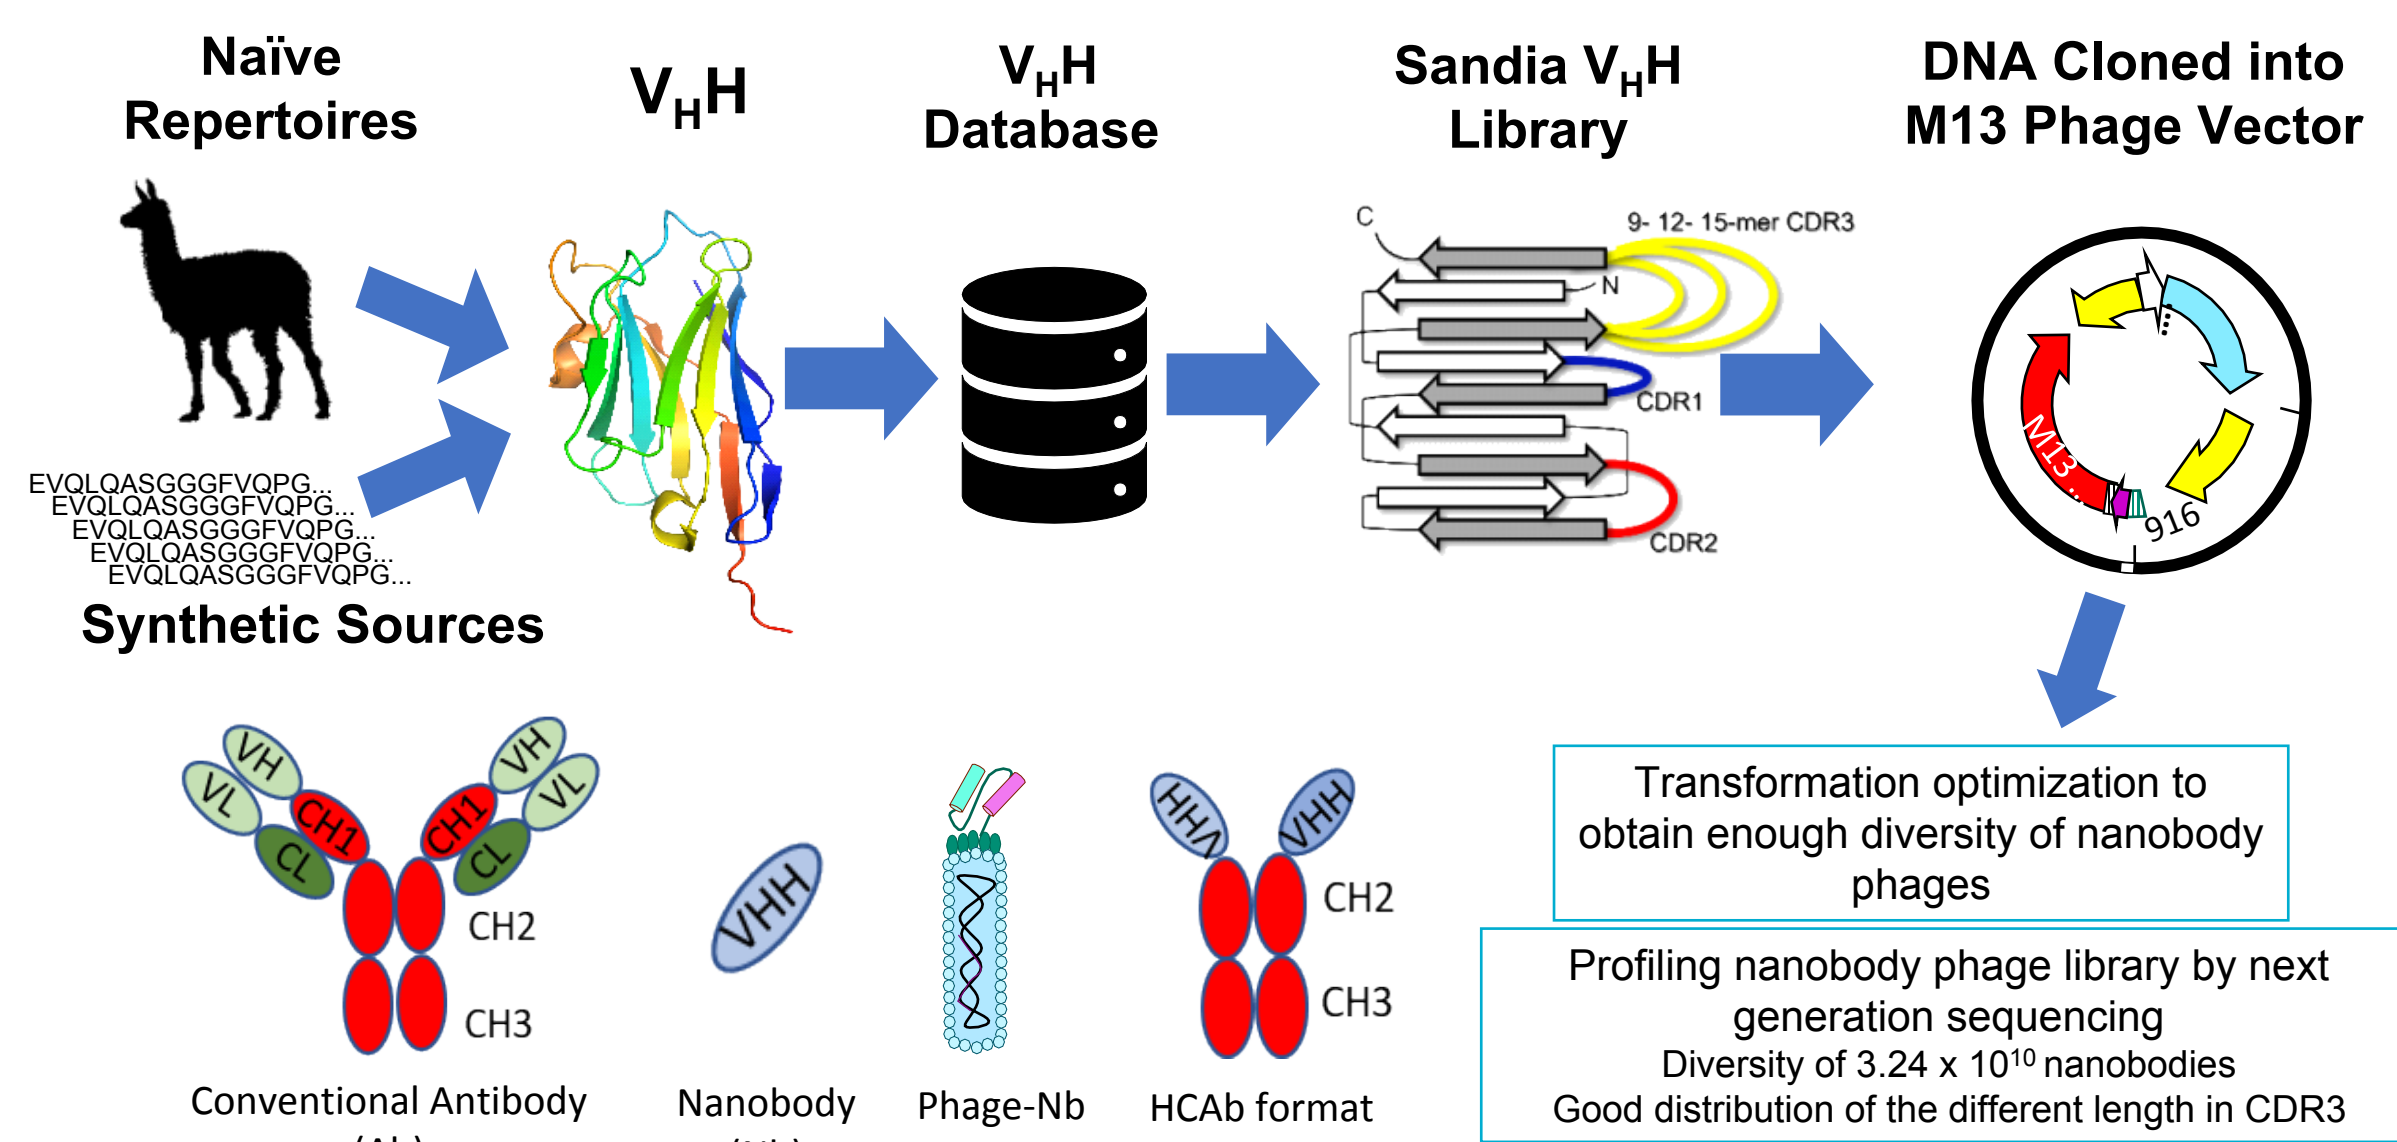 Naïve
Repertoires
VHH
VHH
Database
Sandia VHH
Library
DNA Cloned into
M13 Phage Vector
EVQLQASGGGFVQPG...
EVQLQASGGGFVQPG...
EVQLQASGGGFVQPG...
EVQLQASGGGFVQPG...
EVQLQASGGGFVQPG...
Synthetic Sources
C
9- 12- 15-mer CDR3
N
CDR1
CDR2
M13 ..
916
VH
VL
CH1
CL
VH
VL
CH1
CL
CH2
CH3
Conventional Antibody
VHH
Nanobody
Phage-Nb
VHH
VHH
CH2
CH3
HCAb format
Transformation optimization to
obtain enough diversity of nanobody
phages
Profiling nanobody phage library by next
generation sequencing
Diversity of 3.24 x 10¹⁰ nanobodies
Good distribution of the different length in CDR3